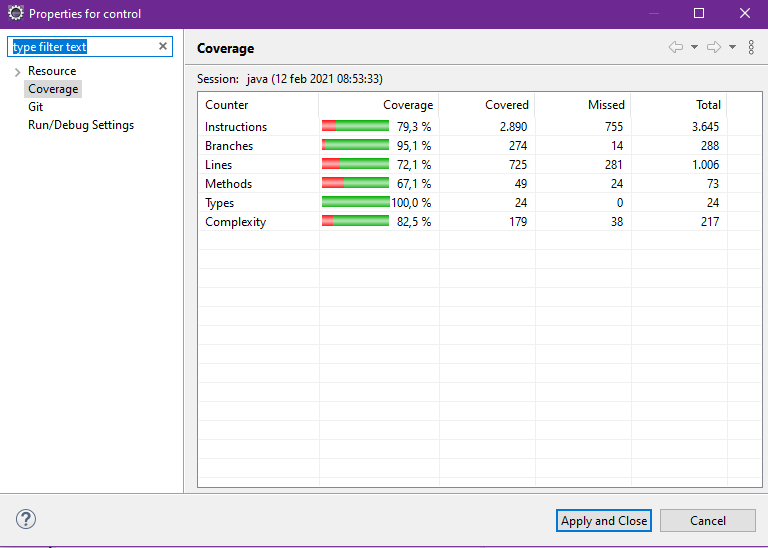 Properties for control
type filter text
Resource
Coverage
Git
Run/Debug Settings
Coverage
Session: java (12 feb 2021 08:53:33)
Counter Coverage Covered Missed Total
Instructions 79,3 % 2.890 755 3.645
Branches 95,1 % 274 14 288
Lines 72,1 % 725 281 1.006
Methods 67,1 % 49 24 73
Types 100,0 % 24 0 24
Complexity 82,5 % 179 38 217
? Apply and Close Cancel